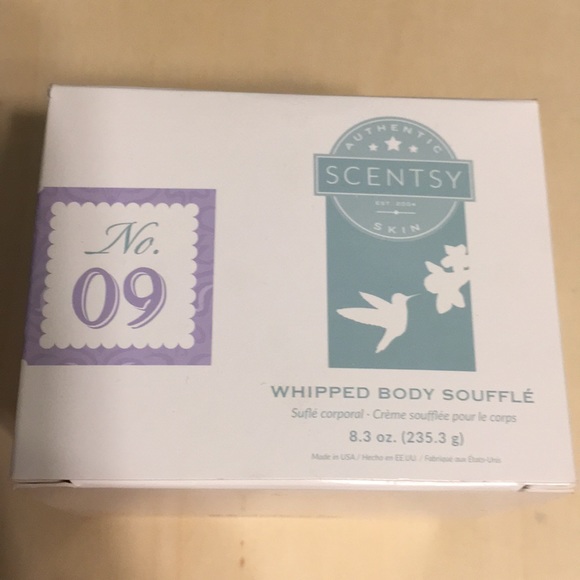 No.
09
AUTHENTIC
SCENTSY
EST. 2004
SKIN
WHIPPED BODY SOUFFLÉ
Suflé corporal - Crème soufflée pour le corps
8.3 oz. (235.3 g)
Made in USA / Hecho en EE.UU. / Fabriqué aux États-Unis